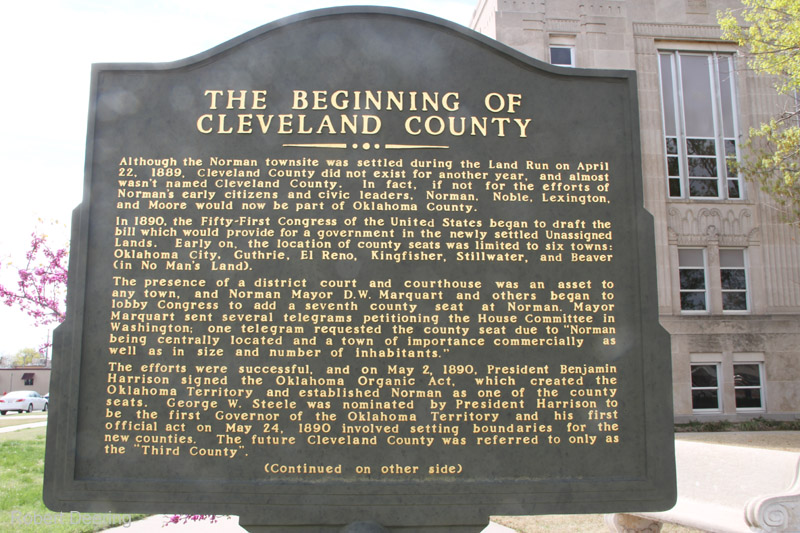 THE BEGINNING OF
CLEVELAND COUNTY
Although the Norman townsite was settled during the Land Run on April
22, 1889, Cleveland County did not exist for another year, and almost
wasn't named Cleveland County. In fact, if not for the efforts of
Norman's early citizens and civic leaders, Norman, Noble, Lexington,
and Moore would now be part of Oklahoma County.
In 1890, the Fifty-First Congress of the United States began to draft the
bill which would provide for a government in the newly settled Unassigned
Lands. Early on, the location of county seats was limited to six towns:
Oklahoma City, Guthrie, El Reno, Kingfisher, Stillwater, and Beaver
(in No Man's Land).
The presence of a district court and courthouse was an asset to
any town, and Norman Mayor D.W. Marquart and others began to
lobby Congress to add a seventh county seat at Norman. Mayor
Marquart sent several telegrams petitioning the House Committee in
Washington; one telegram requested the county seat due to "Norman
being centrally located and a town of importance commercially as
well as in size and number of inhabitants."
The efforts were successful, and on May 2, 1890, President Benjamin
Harrison signed the Oklahoma Organic Act, which created the
Oklahoma Territory and established Norman as one of the county
seats. George W. Steele was nominated by President Harrison to
be the first Governor of the Oklahoma Territory and his first
official act on May 24, 1890 involved setting boundaries for the
new counties. The future Cleveland County was referred to only as
the "Third County".
(Continued on other side)